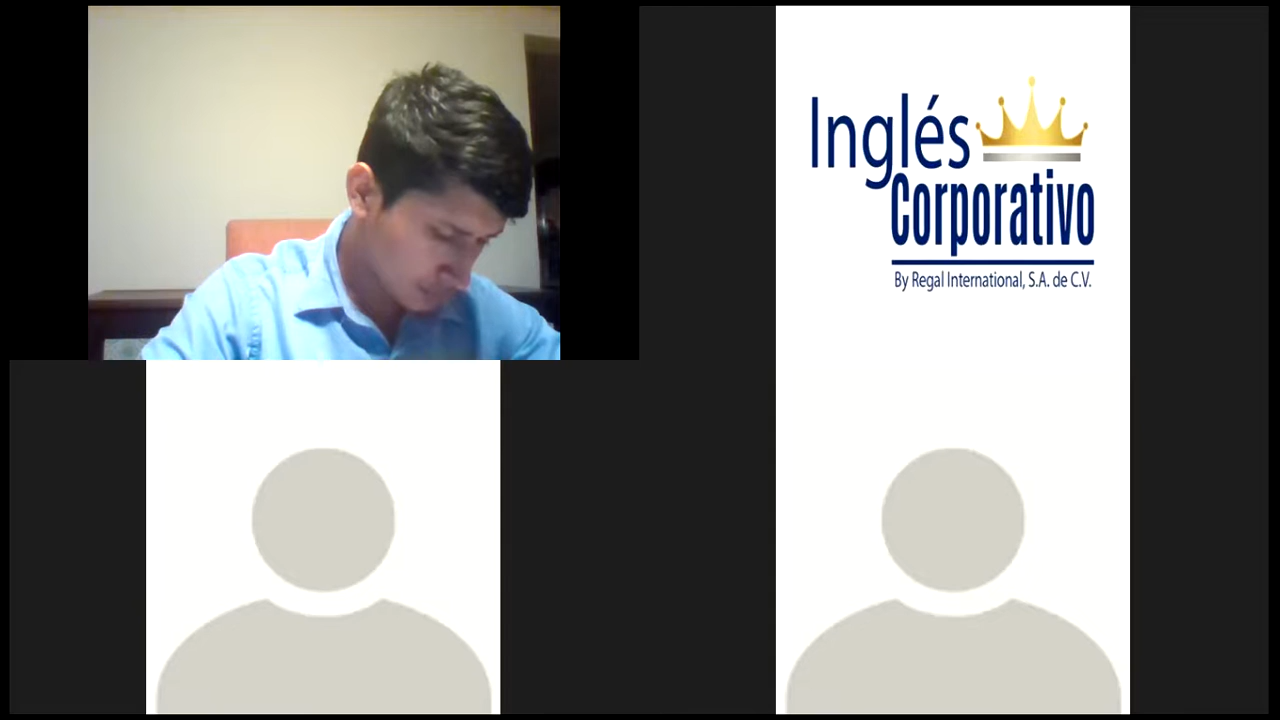 Inglés
Corporativo
By Regal International, S.A. de C.V.